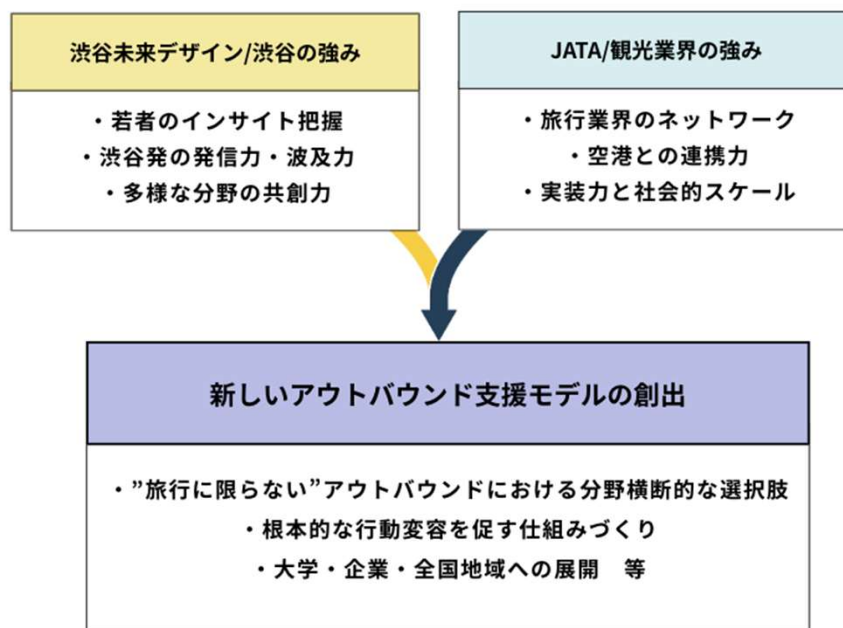 渋谷未来デザイン/渋谷の強み
・若者のインサイト把握
・渋谷発の発信力・波及力
・多様な分野の共創力
JATA/観光業界の強み
・旅行業界のネットワーク
・空港との連携力
・実装力と社会的スケール
新しいアウトバウンド支援モデルの創出
・”旅行に限らない”アウトバウンドにおける分野横断的な選択肢
・根本的な行動変容を促す仕組みづくり
・大学・企業・全国地域への展開　等